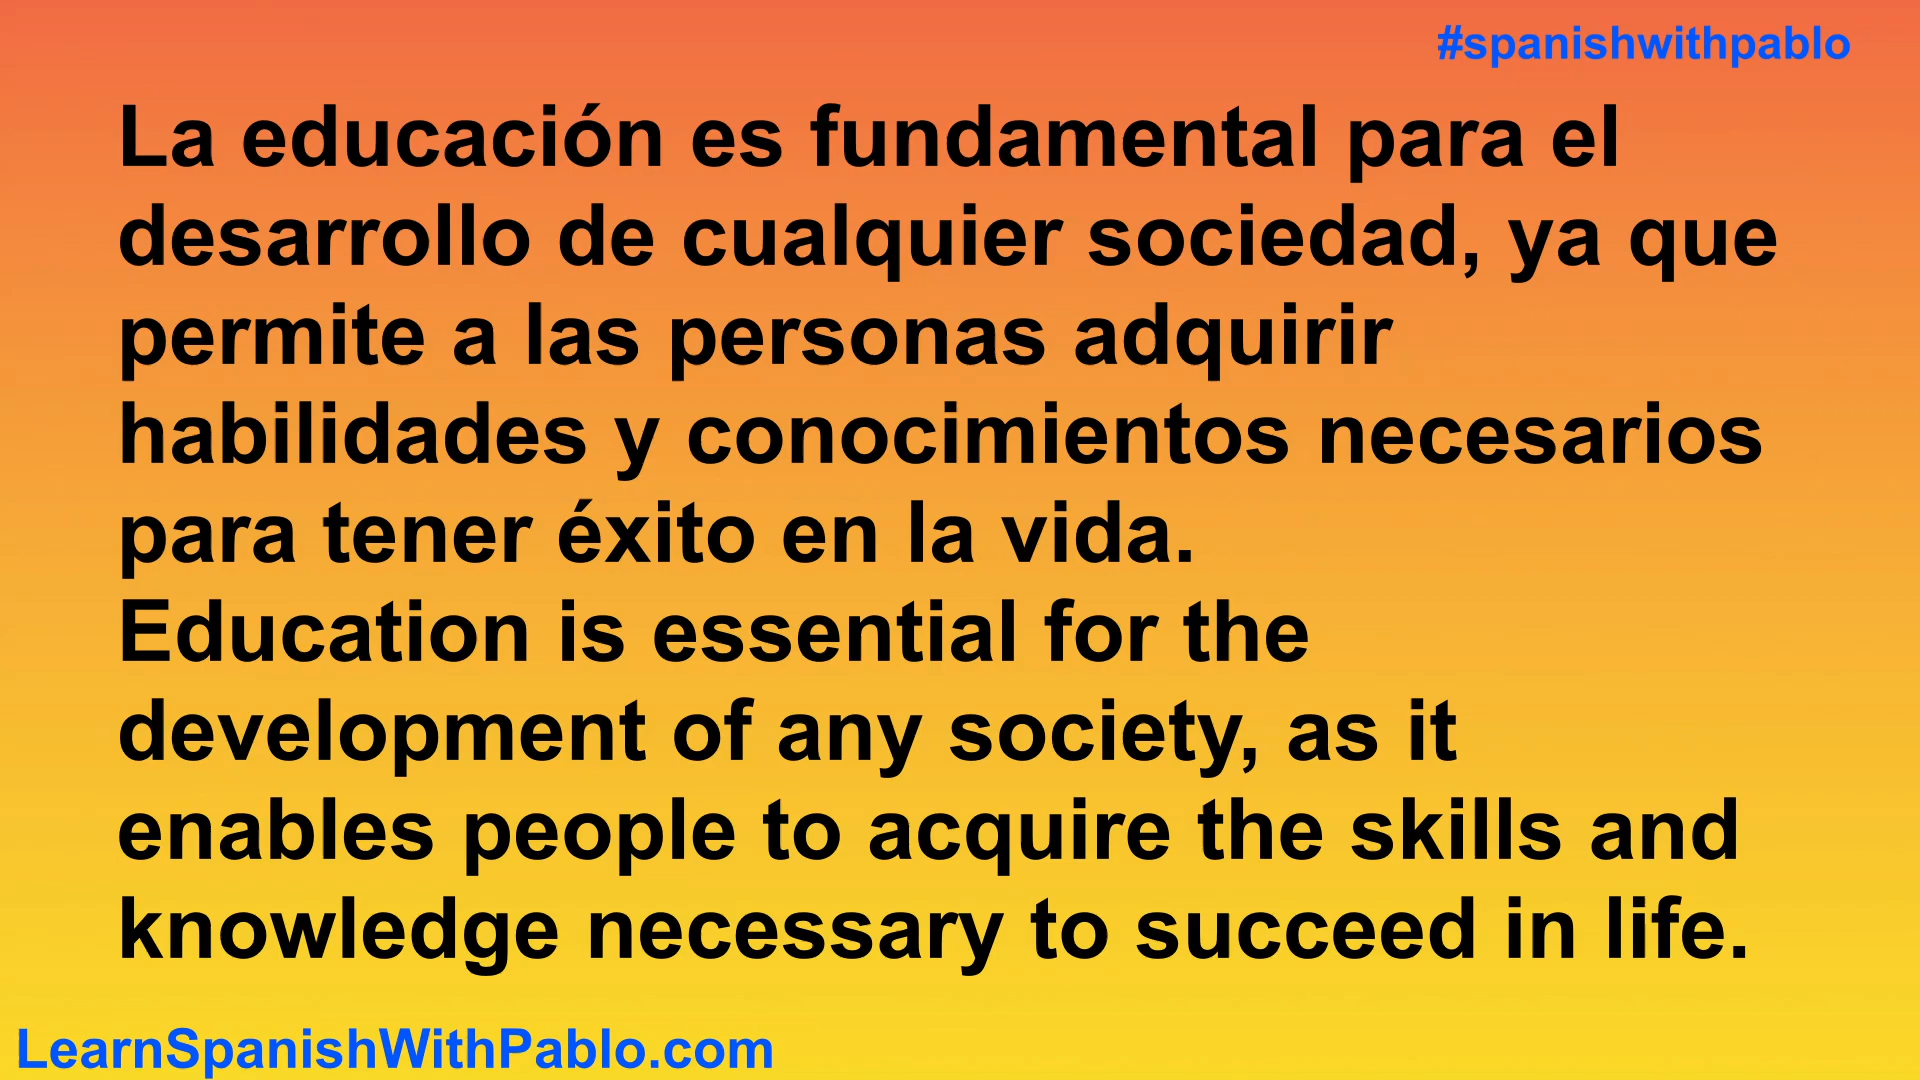 #spanishwithpablo
La educación es fundamental para el
desarrollo de cualquier sociedad, ya que
permite a las personas adquirir
habilidades y conocimientos necesarios
para tener éxito en la vida.
Education is essential for the
development of any society, as it
enables people to acquire the skills and
knowledge necessary to succeed in life.
LearnSpanishWithPablo.com